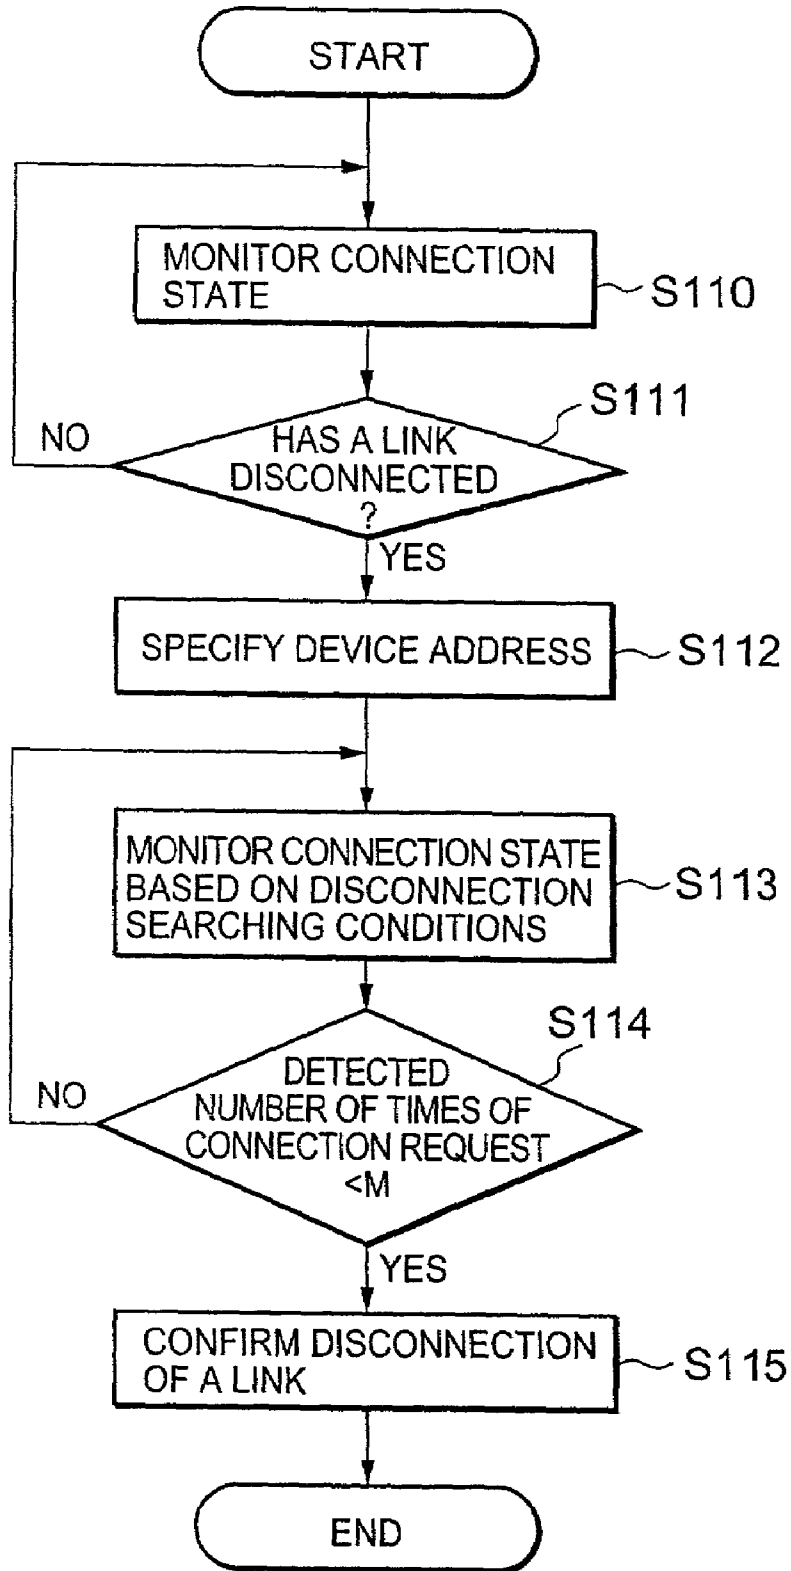 START
MONITOR CONNECTION
STATE
S110
S111
NO
HAS A LINK
DISCONNECTED
?
YES
SPECIFY DEVICE ADDRESS
S112
MONITOR CONNECTION STATE
BASED ON DISCONNECTION
SEARCHING CONDITIONS
S113
S114
NO
DETECTED
NUMBER OF TIMES OF
CONNECTION REQUEST
<M
YES
CONFIRM DISCONNECTION
OF A LINK
S115
END